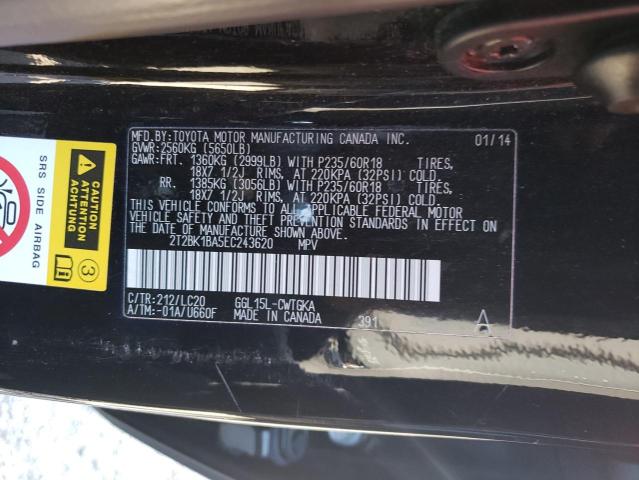 MFD.BY:TOYOTA MOTOR MANUFACTURING CANADA INC. 01/14
GVWR:2560KG (5650LB)
GAWR:FRT. 1360KG (2999LB) WITH P235/60R18 TIRES,
18X7 1/2J RIMS, AT 220KPA (32PSI) COLD.
RR. 1385KG (3056LB) WITH P235/60R18 TIRES,
18X7 1/2J RIMS, AT 220KPA (32PSI) COLD.
THIS VEHICLE CONFORMS TO ALL APPLICABLE FEDERAL MOTOR
VEHICLE SAFETY AND THEFT PREVENTION STANDARDS IN EFFECT ON
THE DATE OF MANUFACTURE SHOWN ABOVE.
2T2BK1BA5EC243620 MPV
C/TR:212/LC20 GGL15L-CWTGKA
A/TM:-01A/U660F MADE IN CANADA 391 A
SRS SIDE AIRBAG
3